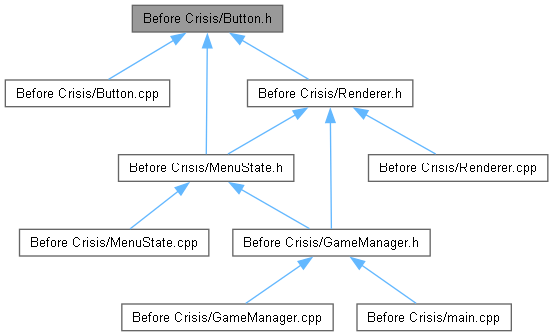 Before Crisis/Button.h
Before Crisis/Button.cpp
Before Crisis/Renderer.h
Before Crisis/MenuState.h
Before Crisis/Renderer.cpp
Before Crisis/MenuState.cpp
Before Crisis/GameManager.h
Before Crisis/GameManager.cpp
Before Crisis/main.cpp